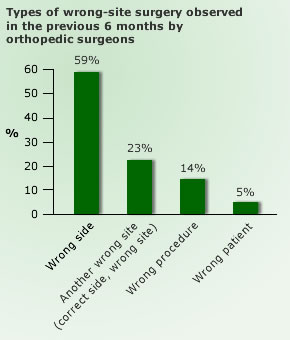 Types of wrong-site surgery observed
in the previous 6 months by
orthopedic surgeons
%
60
50
40
30
20
10
0
59%
23%
14%
5%
Wrong side
Another wrong site
(correct side, wrong site)
Wrong procedure
Wrong patient